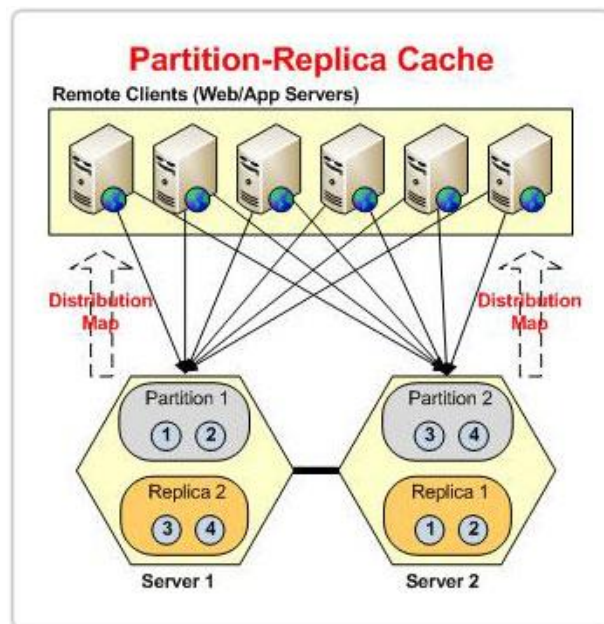 Partition-Replica Cache
Remote Clients (Web/App Servers)
Distribution
Map
Distribution
Map
Partition 1
1 2
Replica 2
3 4
Server 1
Partition 2
3 4
Replica 1
1 2
Server 2